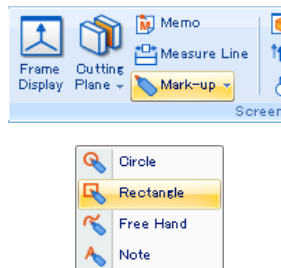 Memo
Measure Line
Frame Display
Cutting Plane
Mark-up
Screen
Circle
Rectangle
Free Hand
Note